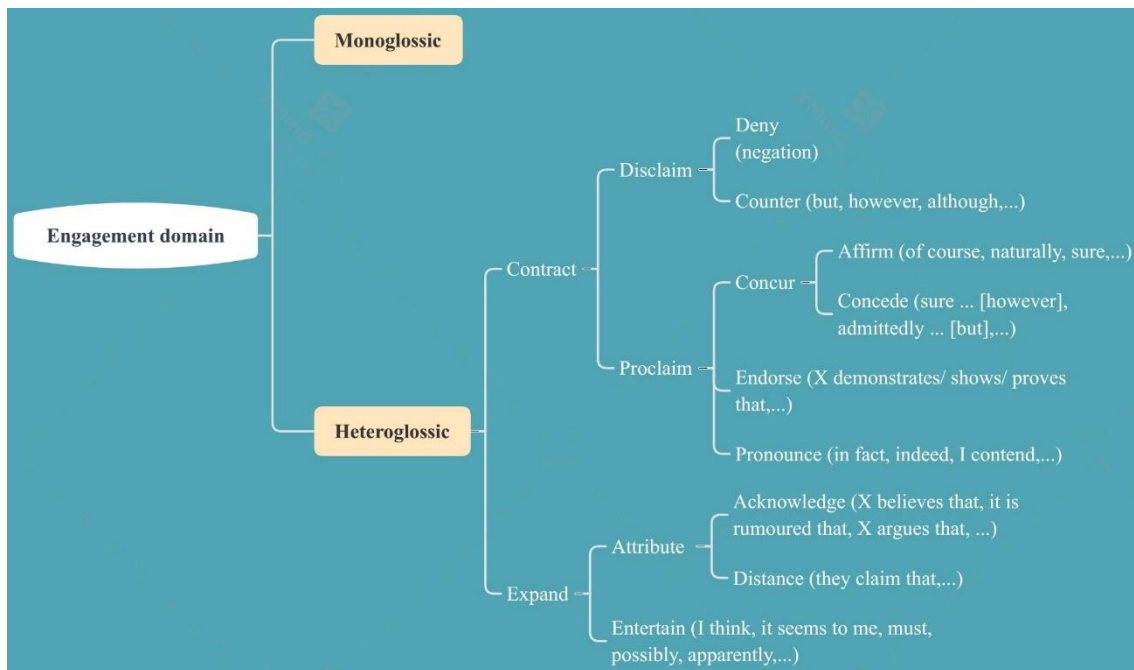 Monoglossic
Engagement domain
Heteroglossic
Contract
Disclaim
Deny
(negation)
Counter (but, however, although,...)
Proclaim
Concur
Affirm (of course, naturally, sure,...)
Concede (sure ... [however],
admittedly ... [but],...)
Endorse (X demonstrates/ shows/ proves
that,...)
Pronounce (in fact, indeed, I contend,...)
Expand
Attribute
Acknowledge (X believes that, it is
rumoured that, X argues that, ...)
Distance (they claim that,...)
Entertain (I think, it seems to me, must,
possibly, apparently,...)